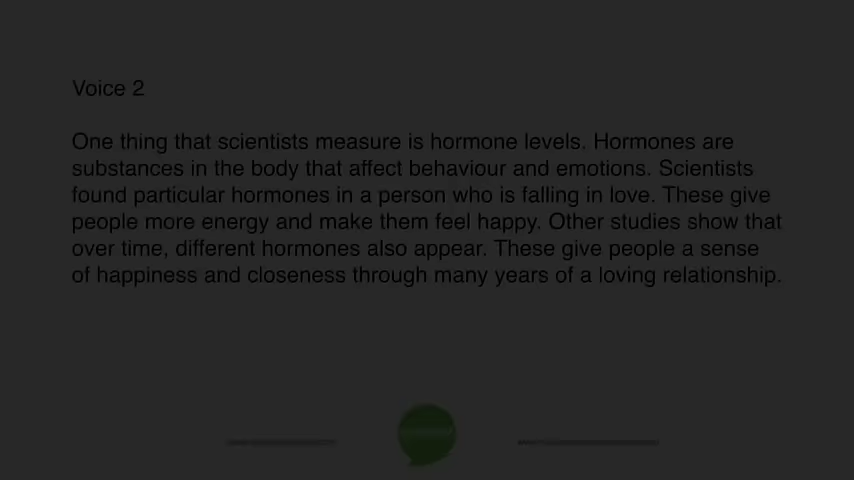 Voice 2
One thing that scientists measure is hormone levels. Hormones are
substances in the body that affect behaviour and emotions. Scientists
found particular hormones in a person who is falling in love. These give
people more energy and make them feel happy. Other studies show that
over time, different hormones also appear. These give people a sense
of happiness and closeness through many years of a loving relationship.